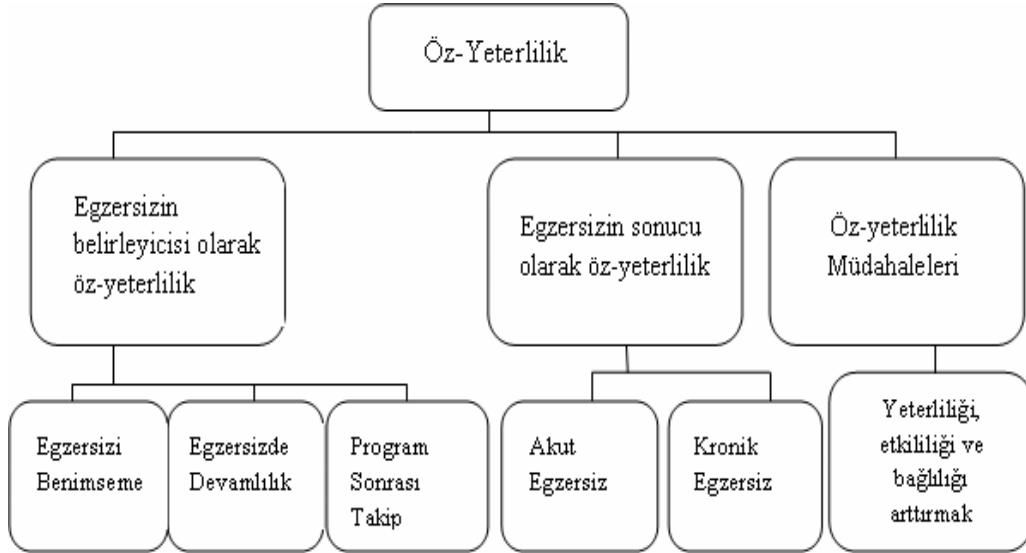 Öz-Yeterlilik
Egzersizin
belirleyicisi olarak
öz-yeterlilik
Egzersizin sonucu
olarak öz-yeterlilik
Öz-yeterlilik
Müdahaleleri
Egzersizi
Benimseme
Egzersizde
Devamlılık
Program
Sonrası
Takip
Akut
Egzersiz
Kronik
Egzersiz
Yeterliliği,
etkililiği ve
bağlılığı
arttırmak